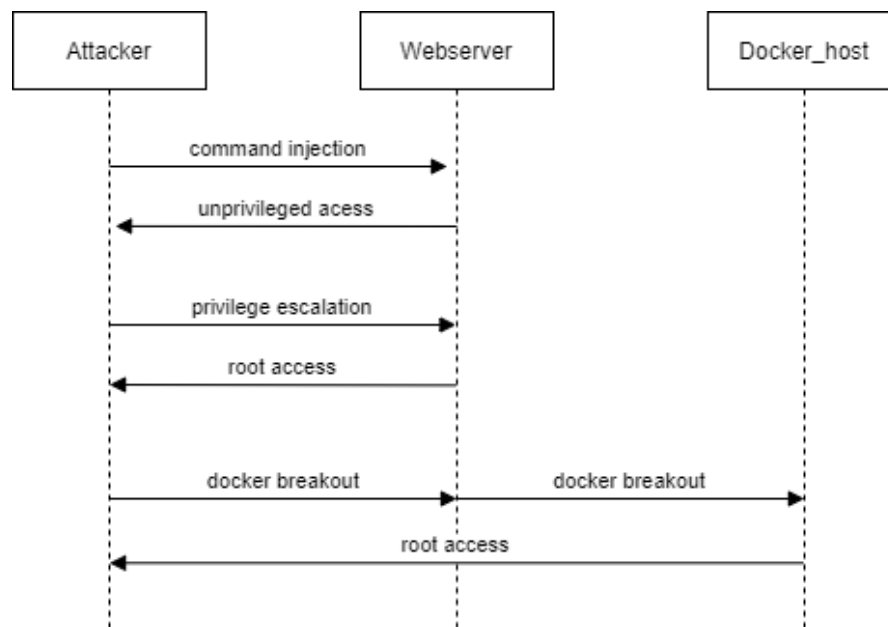 Attacker
Webserver
Docker_host
command injection
unprivileged acess
privilege escalation
root access
docker breakout
docker breakout
root access